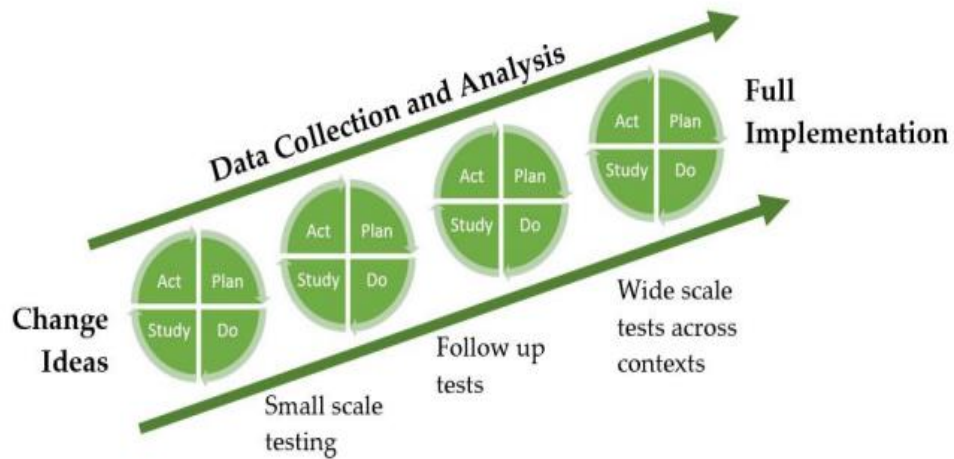 Data Collection and Analysis
Full
Implementation
Act Plan
Study Do
Act Plan
Study Do
Act Plan
Study Do
Act Plan
Study Do
Change
Ideas
Small scale
testing
Follow up
tests
Wide scale
tests across
contexts